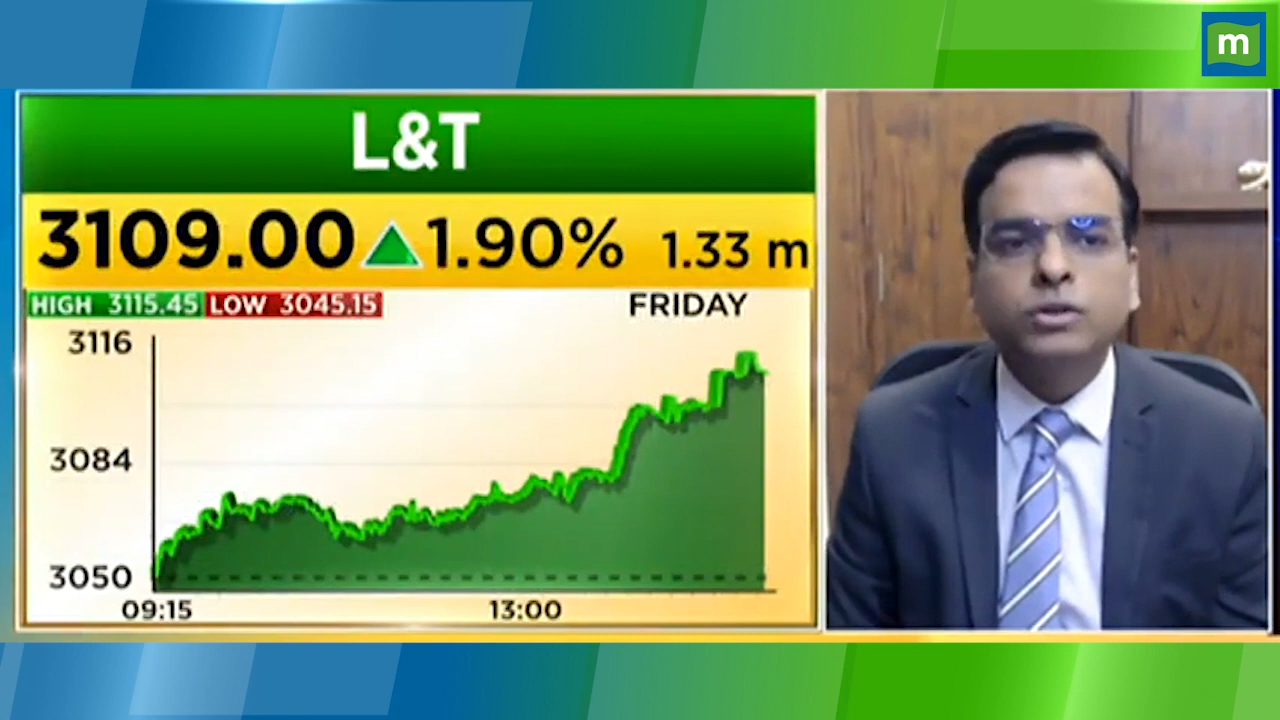 m
L&T
3109.00 ▲ 1.90% 1.33 m
HIGH 3115.45 LOW 3045.15 FRIDAY
3116
3084
3050
09:15 13:00